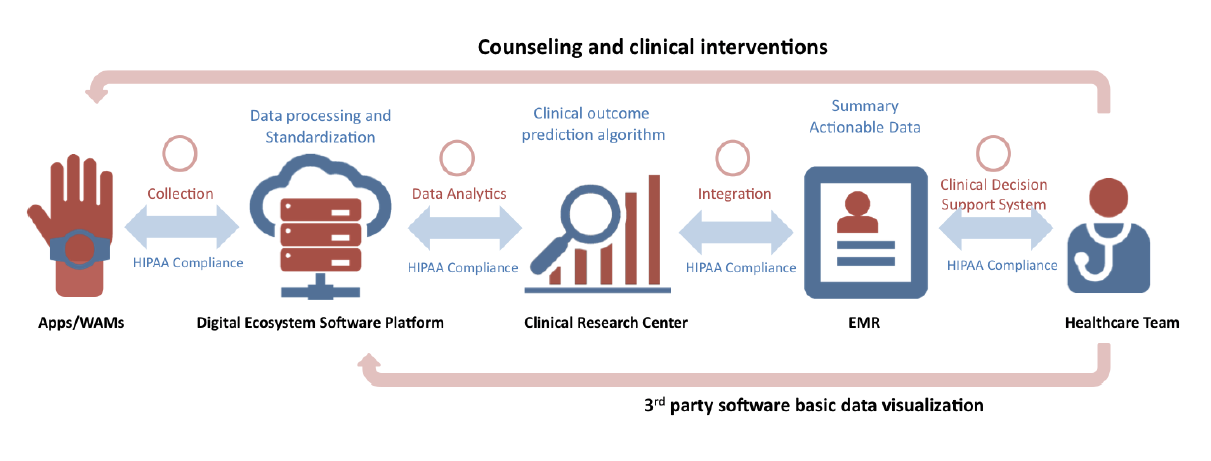 Counseling and clinical interventions
Data processing and
Standardization
Clinical outcome
prediction algorithm
Summary
Actionable Data
Collection
Data Analytics
Integration
Clinical Decision
Support System
HIPAA Compliance
HIPAA Compliance
HIPAA Compliance
HIPAA Compliance
Apps/WAMs
Digital Ecosystem Software Platform
Clinical Research Center
EMR
Healthcare Team
3rd party software basic data visualization